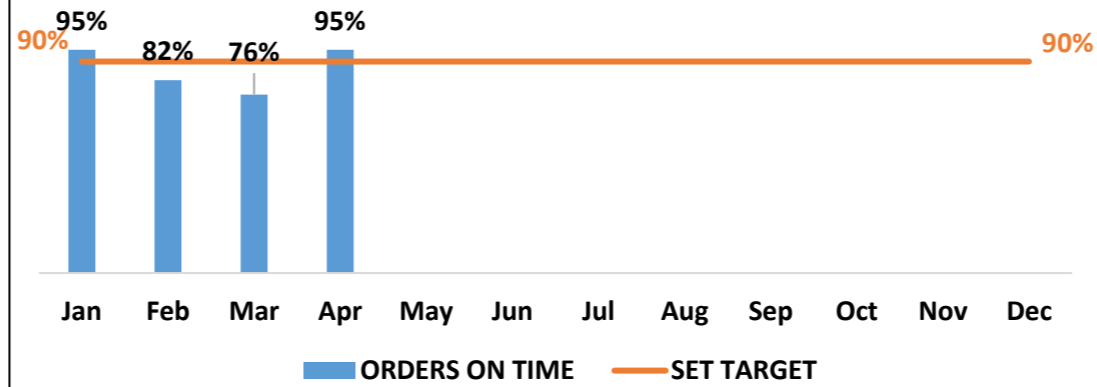 95% 95%
90% 82% 76% 90%
Jan Feb Mar Apr May Jun Jul Aug Sep Oct Nov Dec
ORDERS ON TIME SET TARGET